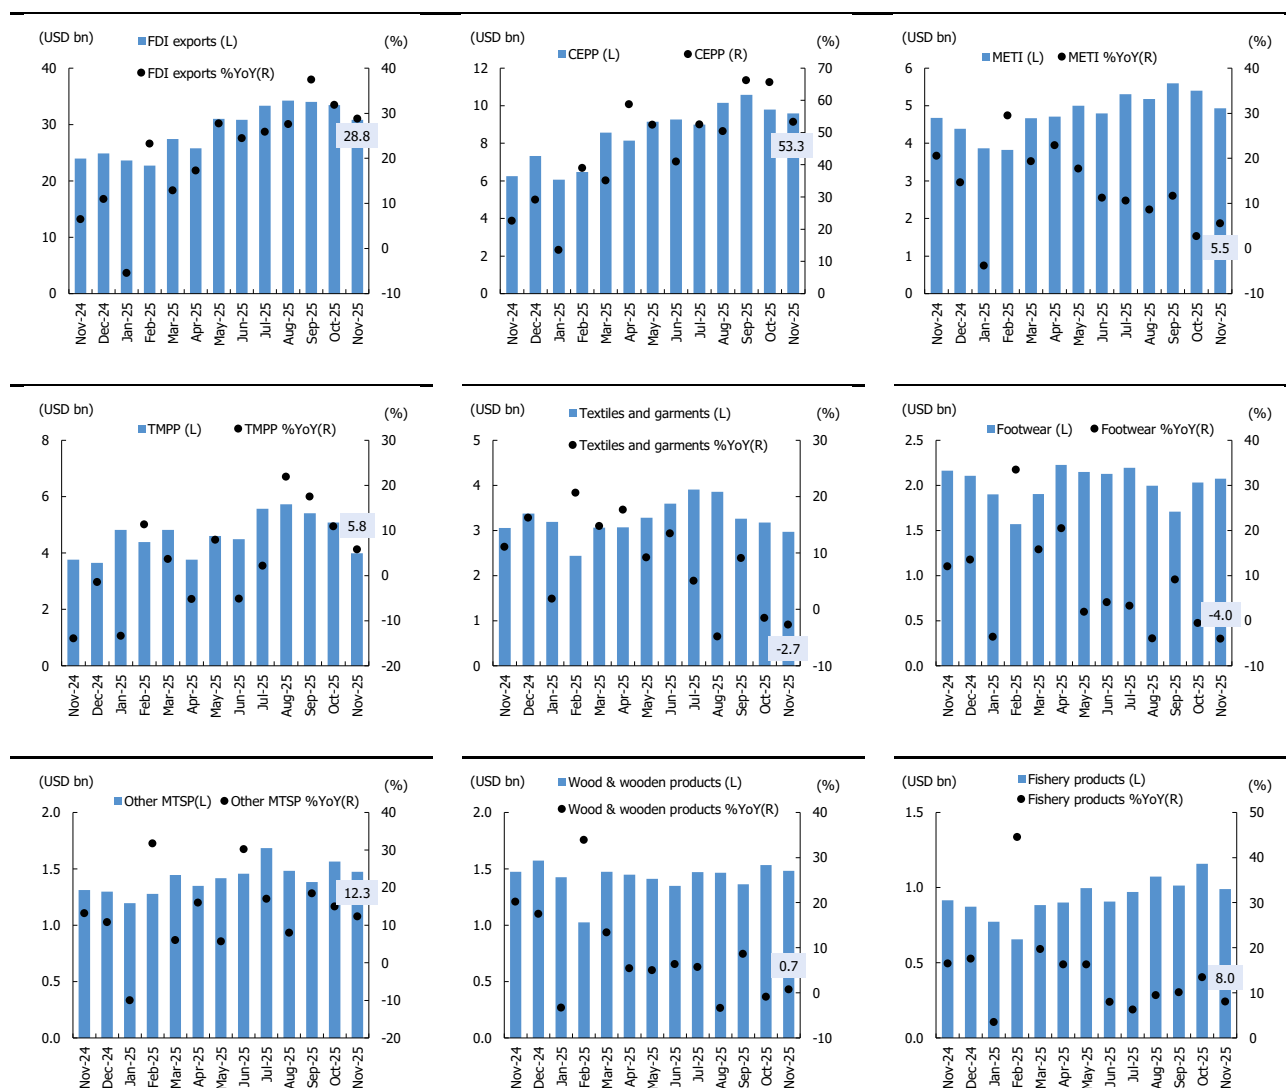 (USD bn)
FDI exports (L)
(%)
FDI exports %YoY(R)
40
30
20
10
0
40
30
20
10
0
-10
28.8
Nov-24
Dec-24
Jan-25
Feb-25
Mar-25
Apr-25
May-25
Jun-25
Jul-25
Aug-25
Sep-25
Oct-25
Nov-25
(USD bn)
CEPP (L)
CEPP (R)
(%)
12
10
8
6
4
2
0
70
60
50
40
30
20
10
0
53.3
Nov-24
Dec-24
Jan-25
Feb-25
Mar-25
Apr-25
May-25
Jun-25
Jul-25
Aug-25
Sep-25
Oct-25
Nov-25
(USD bn)
METI (L)
METI %YoY(R)
(%)
6
5
4
3
2
1
0
40
30
20
10
0
-10
5.5
Nov-24
Dec-24
Jan-25
Feb-25
Mar-25
Apr-25
May-25
Jun-25
Jul-25
Aug-25
Sep-25
Oct-25
Nov-25
(USD bn)
TMPP (L)
TMPP %YoY(R)
(%)
8
6
4
2
0
30
20
10
0
-10
-20
5.8
Nov-24
Dec-24
Jan-25
Feb-25
Mar-25
Apr-25
May-25
Jun-25
Jul-25
Aug-25
Sep-25
Oct-25
Nov-25
(USD bn)
Textiles and garments (L)
(%)
Textiles and garments %YoY(R)
5
4
3
2
1
0
30
20
10
0
-10
-2.7
Nov-24
Dec-24
Jan-25
Feb-25
Mar-25
Apr-25
May-25
Jun-25
Jul-25
Aug-25
Sep-25
Oct-25
Nov-25
(USD bn)
Footwear (L)
Footwear %YoY(R)
(%)
2.5
2.0
1.5
1.0
0.5
0.0
40
30
20
10
0
-10
-4.0
Nov-24
Dec-24
Jan-25
Feb-25
Mar-25
Apr-25
May-25
Jun-25
Jul-25
Aug-25
Sep-25
Oct-25
Nov-25
(USD bn)
Other MTSP(L)
Other MTSP %YoY(R)
(%)
2.0
1.5
1.0
0.5
0.0
40
30
20
10
0
-10
-20
12.3
Nov-24
Dec-24
Jan-25
Feb-25
Mar-25
Apr-25
May-25
Jun-25
Jul-25
Aug-25
Sep-25
Oct-25
Nov-25
(USD bn)
Wood & wooden products (L)
(%)
Wood & wooden products %YoY(R)
2.0
1.5
1.0
0.5
0.0
40
30
20
10
0
-10
0.7
Nov-24
Dec-24
Jan-25
Feb-25
Mar-25
Apr-25
May-25
Jun-25
Jul-25
Aug-25
Sep-25
Oct-25
Nov-25
(USD bn)
Fishery products (L)
(%)
Fishery products %YoY(R)
1.5
1.0
0.5
0.0
50
40
30
20
10
0
8.0
Nov-24
Dec-24
Jan-25
Feb-25
Mar-25
Apr-25
May-25
Jun-25
Jul-25
Aug-25
Sep-25
Oct-25
Nov-25